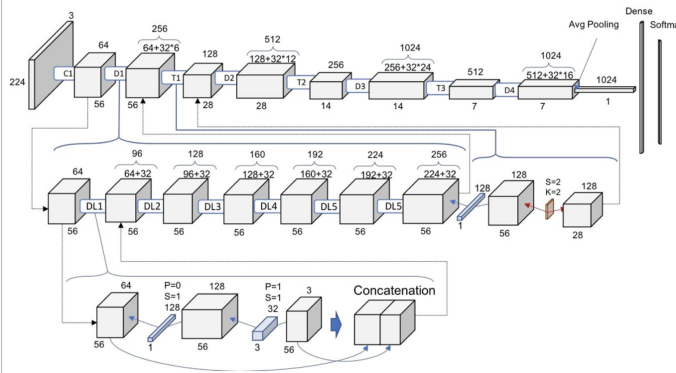 Dense
Softma
Avg Pooling
3
224
C1
64
56
D1
256
64+32*6
56
T1
128
28
D2
512
128+32*12
28
T2
256
14
D3
1024
256+32*24
14
T3
512
7
D4
1024
512+32*16
7
1024
1
64
56
DL1
96
64+32
56
DL2
128
96+32
56
DL3
160
128+32
56
DL4
192
160+32
56
DL5
224
192+32
56
DL5
256
224+32
56
128
1
128
56
S=2
K=2
128
28
64
56
P=0
S=1
128
1
128
56
P=1
S=1
32
3
3
56
Concatenation